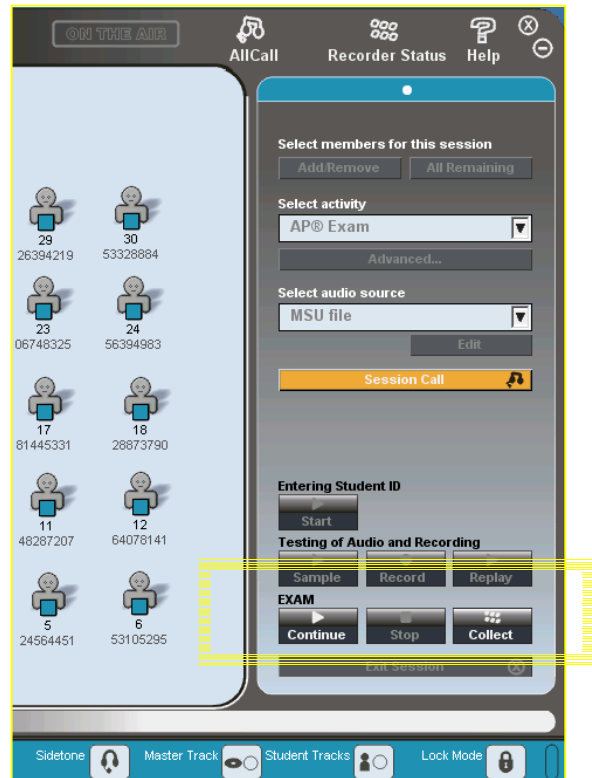 ON THE AIR
AllCall
Recorder Status
Help
Select members for this session
Add/Remove
All Remaining
Select activity
AP® Exam
Advanced...
Select audio source
MSU file
Edit
Session Call
29
30
26394219
53328884
23
24
06748325
56394983
17
18
81445331
28873790
11
12
48287207
64078141
5
6
24564451
53105295
Entering Student ID
Start
Testing of Audio and Recording
Sample
Record
Replay
EXAM
Continue
Stop
Collect
Exit Session
Sidetone
Master Track
Student Tracks
Lock Mode